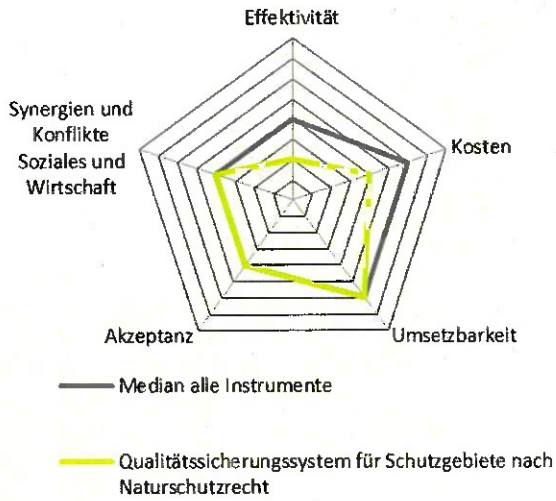 Effektivität
Synergien und
Konflikte
Soziales und
Wirtschaft
Kosten
Akzeptanz
Umsetzbarkeit
Median alle Instrumente
Qualitätssicherungssystem für Schutzgebiete nach
Naturschutzrecht